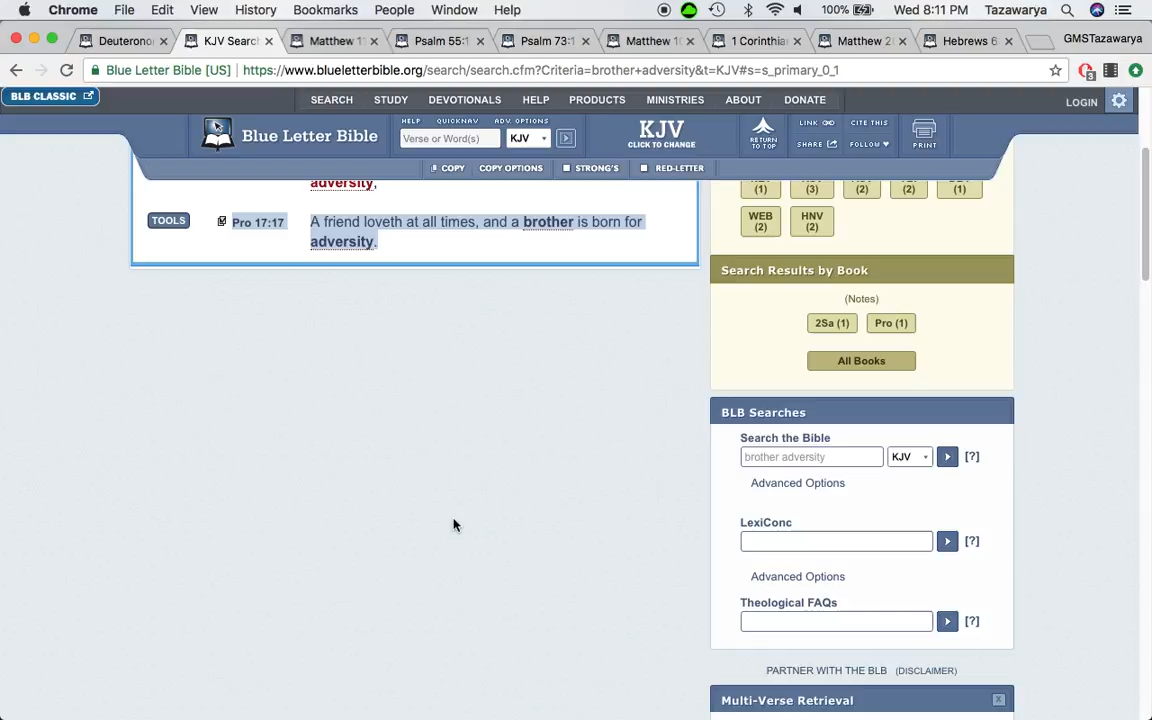 Chrome File Edit View History Bookmarks People Window Help 100% Wed 8:11 PM Tazawarya
Deuterono KJV Searc Matthew 1 Psalm 55:1 Psalm 73: Matthew 1 1 Corinthia Matthew 2 Hebrews 6 GMSTazawarya
Blue Letter Bible [US] https://www.blueletterbible.org/search/search.cfm?Criteria=brother+adversity&t=KJV#s=s_primary_0_1
BLB CLASSIC
SEARCH STUDY DEVOTIONALS HELP PRODUCTS MINISTRIES ABOUT DONATE LOGIN
HELP QUICKNAV ADV. OPTIONS
Blue Letter Bible Verse or Word(s) KJV
KJV
CLICK TO CHANGE
RETURN
TO TOP
LINK CITE THIS
SHARE FOLLOW
PRINT
COPY COPY OPTIONS STRONG'S RED-LETTER
adversity,
TOOLS Pro 17:17 A friend loveth at all times, and a brother is born for
adversity.
(1) (3) (2) (2) (1)
WEB HNV
(2) (2)
Search Results by Book
(Notes)
2Sa (1) Pro (1)
All Books
BLB Searches
Search the Bible
brother adversity KJV [?]
Advanced Options
LexiConc
[?]
Advanced Options
Theological FAQs
[?]
PARTNER WITH THE BLB (DISCLAIMER)
Multi-Verse Retrieval x